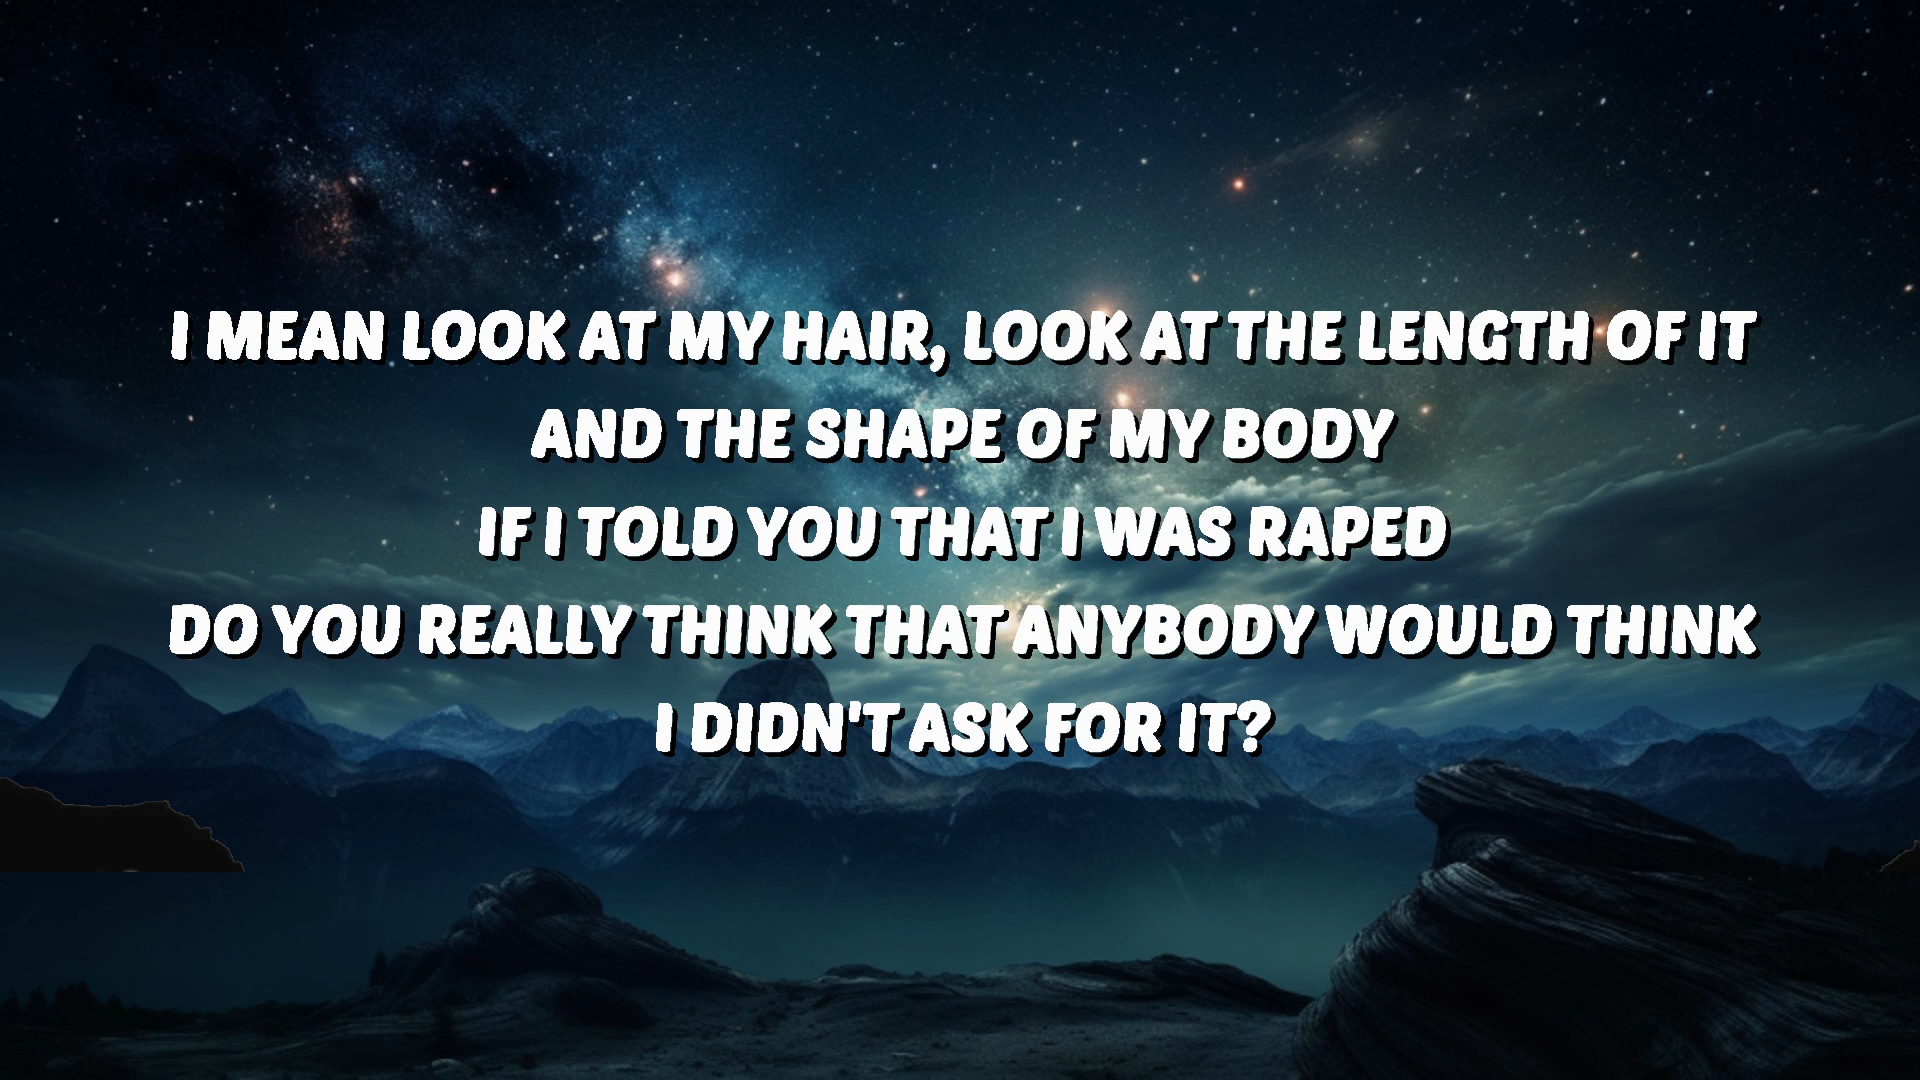 I MEAN LOOK AT MY HAIR, LOOK AT THE LENGTH OF IT
AND THE SHAPE OF MY BODY
IF I TOLD YOU THAT I WAS RAPED
DO YOU REALLY THINK THAT ANYBODY WOULD THINK
I DIDN'T ASK FOR IT?